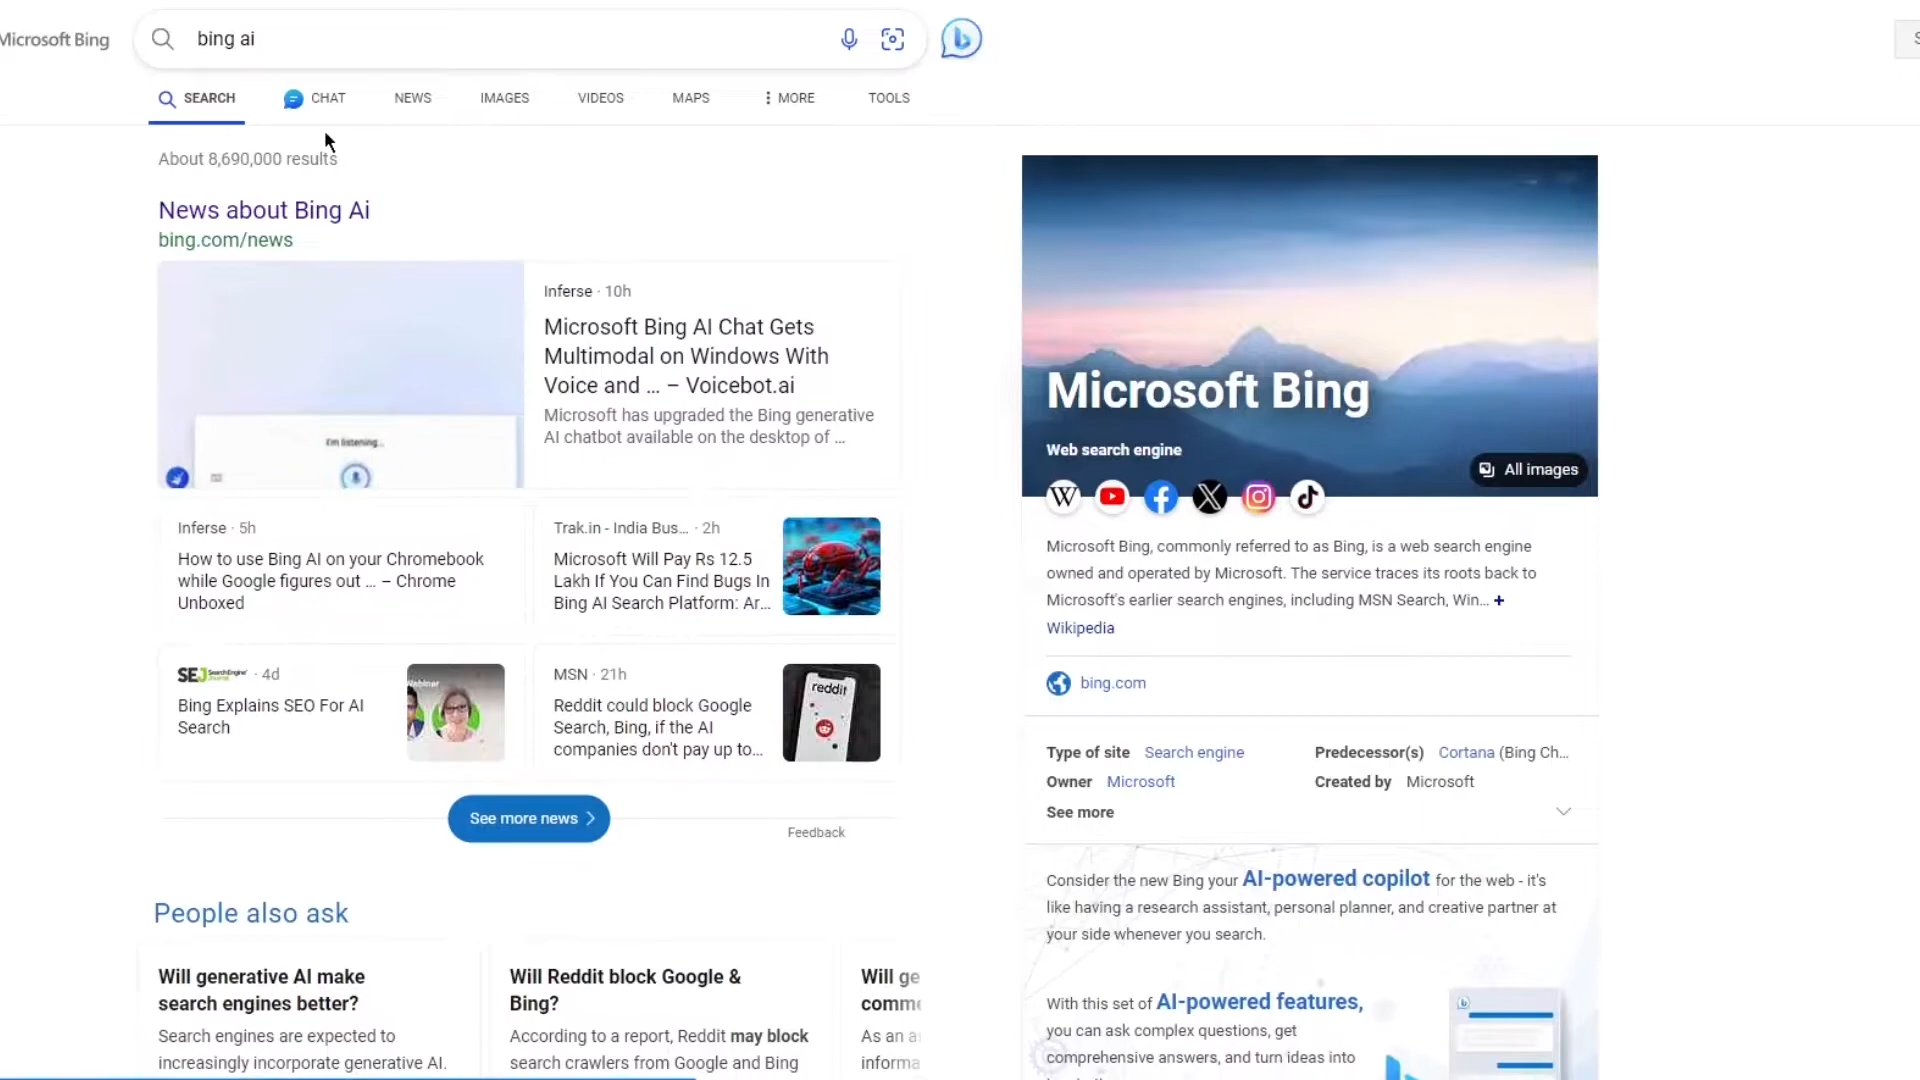 Microsoft Bing
bing ai
SEARCH
CHAT
NEWS
IMAGES
VIDEOS
MAPS
MORE
TOOLS
About 8,690,000 results
News about Bing Ai
bing.com/news
I'm listening...
Inferse · 10h
Microsoft Bing AI Chat Gets
Multimodal on Windows With
Voice and ... – Voicebot.ai
Microsoft has upgraded the Bing generative
AI chatbot available on the desktop of ...
Inferse · 5h
How to use Bing AI on your Chromebook
while Google figures out ... – Chrome
Unboxed
Trak.in - India Bus... · 2h
Microsoft Will Pay Rs 12.5
Lakh If You Can Find Bugs In
Bing AI Search Platform: Ar...
SEJ Search Engine Journal · 4d
Bing Explains SEO For AI
Search
Webinar
MSN · 21h
Reddit could block Google
Search, Bing, if the AI
companies don't pay up to...
reddit
See more news
Feedback
People also ask
Will generative AI make
search engines better?
Search engines are expected to
increasingly incorporate generative AI.
Will Reddit block Google &
Bing?
According to a report, Reddit may block
search crawlers from Google and Bing
Will ge
comme
As an a
informa
Microsoft Bing
Web search engine
All images
W
Microsoft Bing, commonly referred to as Bing, is a web search engine
owned and operated by Microsoft. The service traces its roots back to
Microsoft's earlier search engines, including MSN Search, Win... +
Wikipedia
bing.com
Type of site Search engine
Predecessor(s) Cortana (Bing Ch...
Owner Microsoft
Created by Microsoft
See more
Consider the new Bing your AI-powered copilot for the web - it's
like having a research assistant, personal planner, and creative partner at
your side whenever you search.
With this set of AI-powered features,
you can ask complex questions, get
comprehensive answers, and turn ideas into